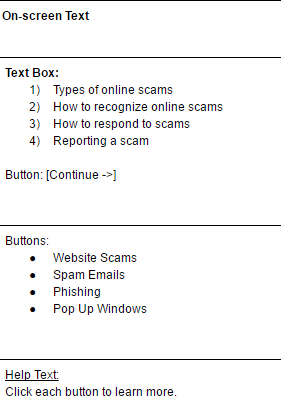 On-screen Text
Text Box:
1) Types of online scams
2) How to recognize online scams
3) How to respond to scams
4) Reporting a scam
Button: [Continue ->]
Buttons:
● Website Scams
● Spam Emails
● Phishing
● Pop Up Windows
Help Text:
Click each button to learn more.